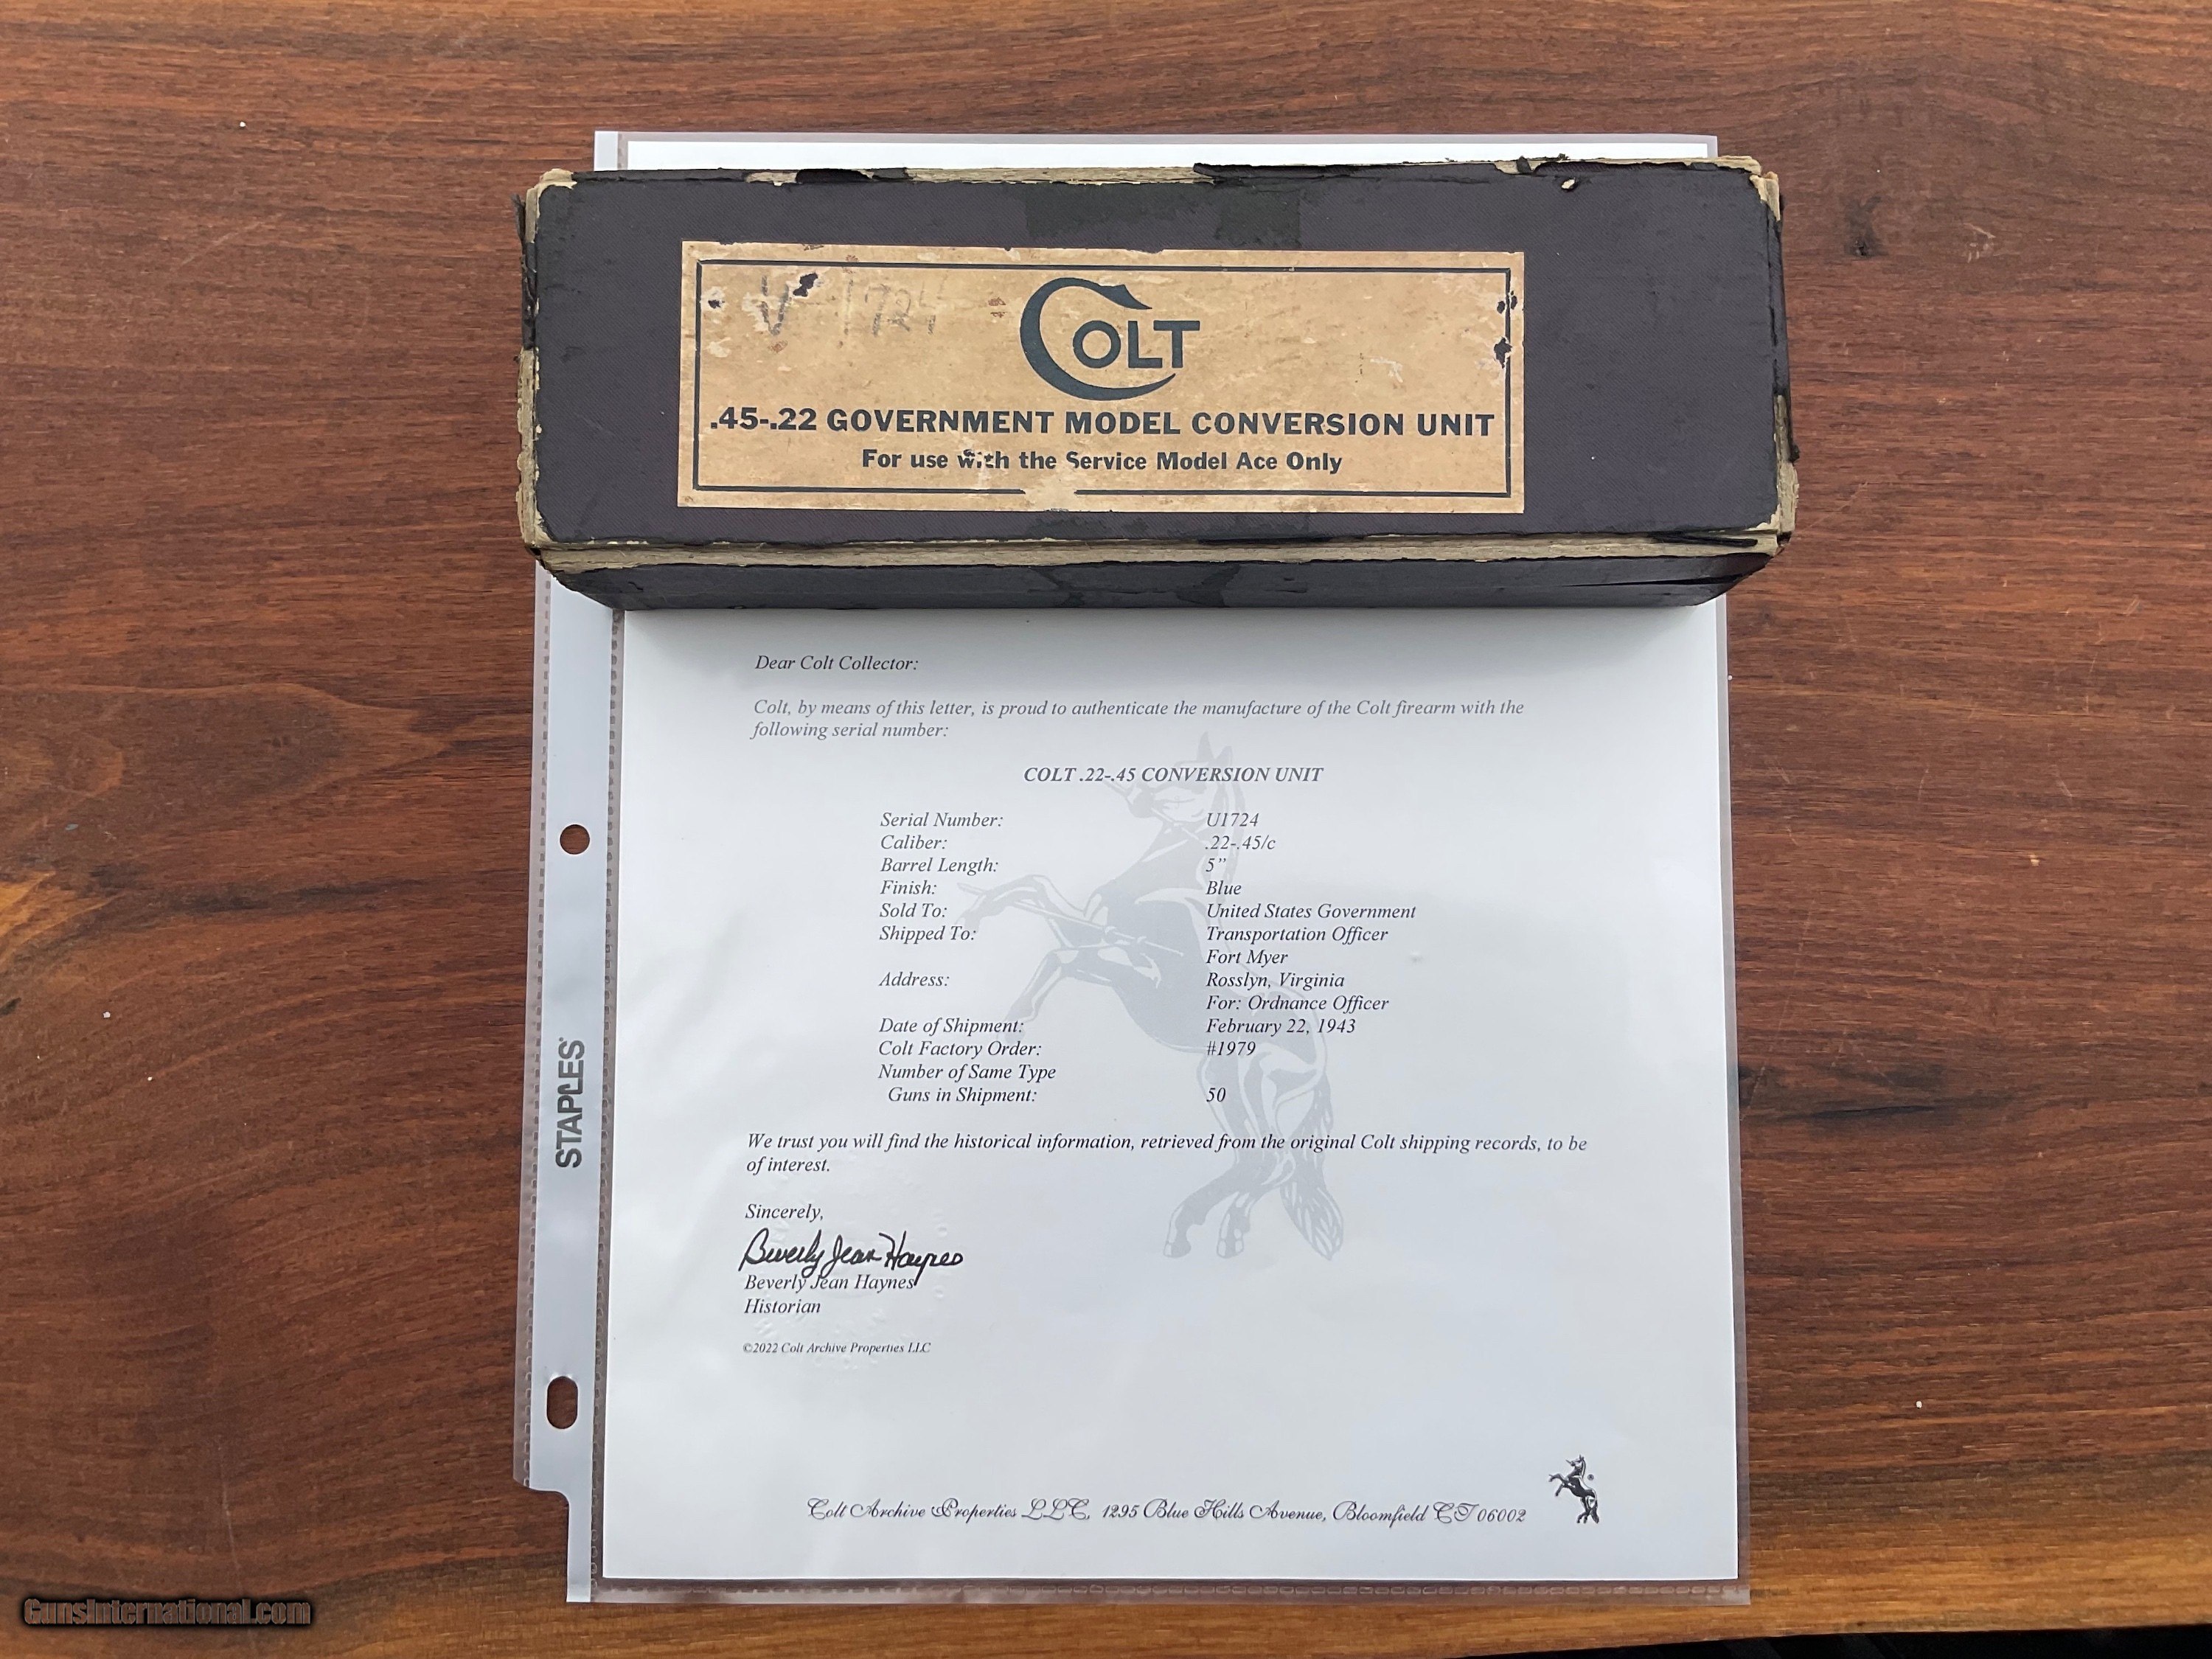 U 1724
COLT
.45-.22 GOVERNMENT MODEL CONVERSION UNIT
For use with the Service Model Ace Only
Dear Colt Collector:
Colt, by means of this letter, is proud to authenticate the manufacture of the Colt firearm with the
following serial number:
COLT .22-.45 CONVERSION UNIT
Serial Number: U1724
Caliber: .22-.45/c
Barrel Length: 5”
Finish: Blue
Sold To: United States Government
Shipped To: Transportation Officer
Fort Myer
Address: Rosslyn, Virginia
For: Ordnance Officer
Date of Shipment: February 22, 1943
Colt Factory Order: #1979
Number of Same Type
Guns in Shipment: 50
We trust you will find the historical information, retrieved from the original Colt shipping records, to be
of interest.
Sincerely,
Beverly Jean Haynes
Beverly Jean Haynes
Historian
©2022 Colt Archive Properties LLC
Colt Archive Properties LLC, 1295 Blue Hills Avenue, Bloomfield CT 06002
STAPLES
GunsInternational.com